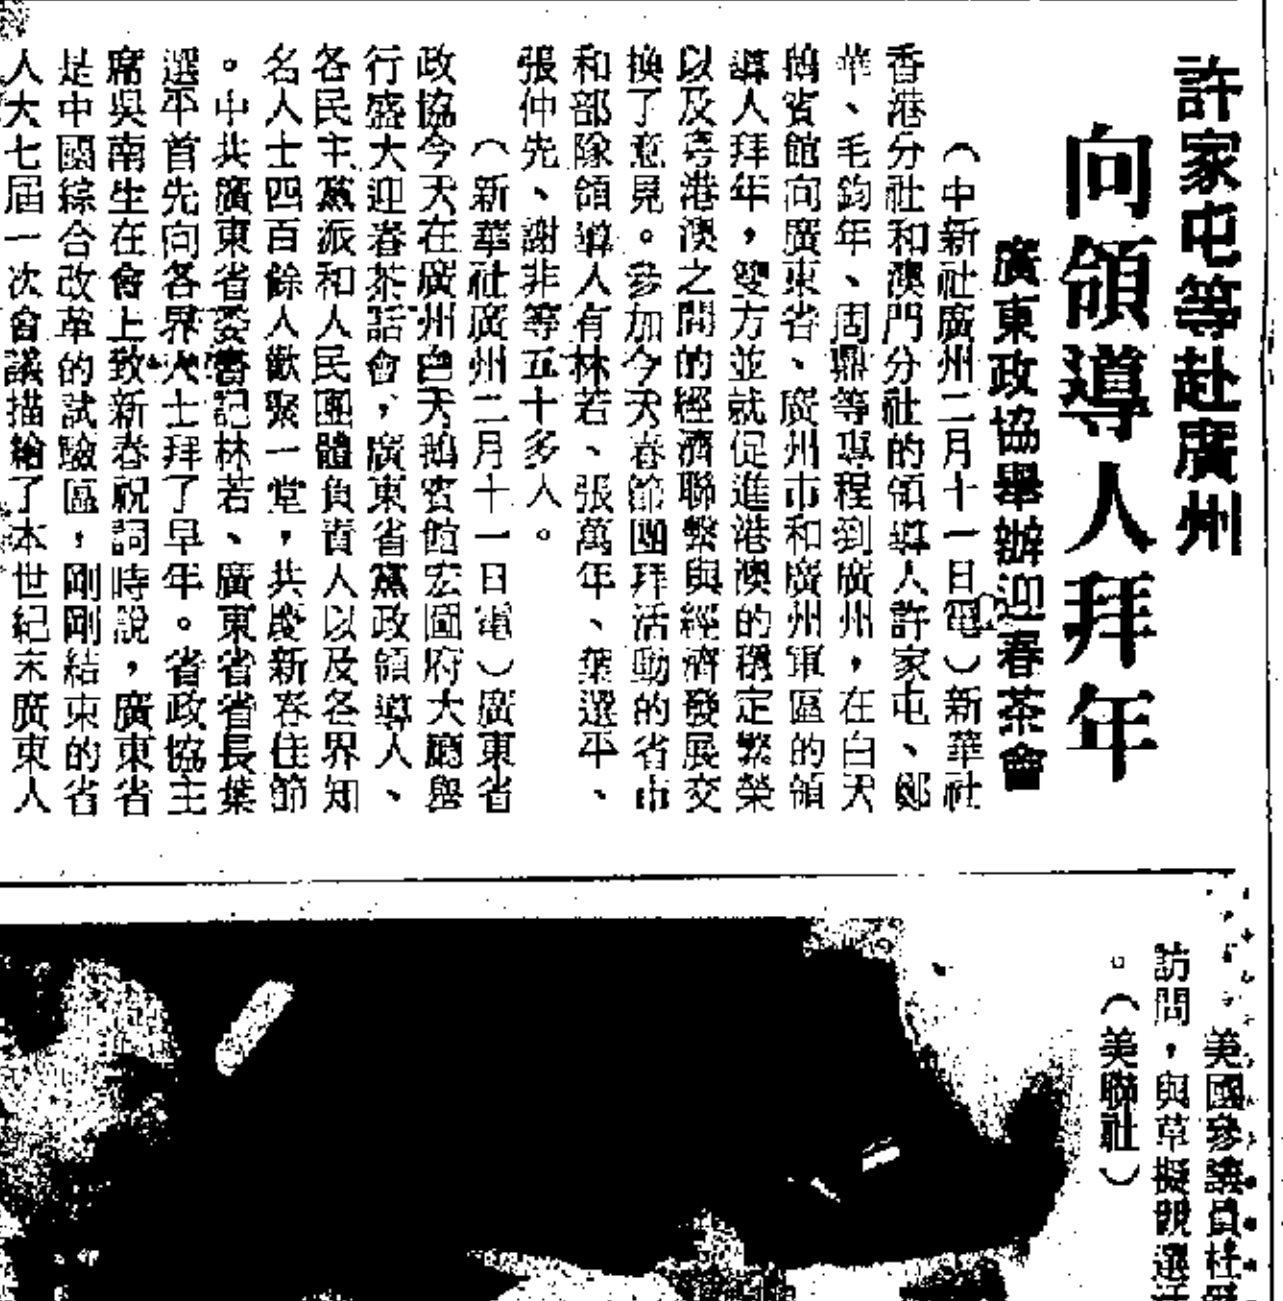 許家屯等赴廣州
向領導人拜年
廣東政協舉辦迎春茶會
（中新社廣州二月十一日電）新華社
香港分社和澳門分社的領導人許家屯、鄭
華、毛鈞年、周鼎等專程到廣州，在白天
鵝賓館向廣東省、廣州市和廣州軍區的領
導人拜年，雙方並就促進港澳的穩定繁榮
以及粵港澳之間的經濟聯繫與經濟發展交
換了意見。參加今天春節團拜活動的省市
和部隊領導人有林若、張萬年、葉選平、
張仲先、謝非等五十多人。
（新華社廣州二月十一日電）廣東省
政協今天在廣州白天鵝賓館宏圖府大廳舉
行盛大迎春茶話會，廣東省黨政領導人、
各民主黨派和人民團體負責人以及各界知
名人士四百餘人歡聚一堂，共慶新春佳節
。中共廣東省委書記林若、廣東省省長葉
選平首先向各界人士拜了早年。省政協主
席吳南生在會上致新春祝詞時說，廣東省
是中國綜合改革的試驗區，剛剛結束的省
人大七屆一次會議描繪了本世紀末廣東人
美國參議員杜
訪問，與草擬競選活
。（美聯社）